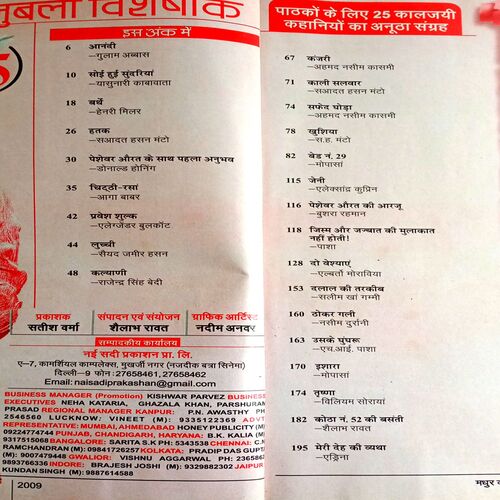 जुबली विशेषांक
इस अंक में
6 आनंदी
–गुलाम अब्बास
10 सोई हुई सुंदरियां
–यासुनारी काबावाता
18 बर्थे
–हेनरी मिलर
26 हतक
–सआदत हसन मंटो
30 पेशेवर औरत के साथ पहला अनुभव
–डोनाल्ड होनिंग
35 चिट्ठी-रसां
–आगा बाबर
42 प्रवेश शुल्क
–एलेग्जेंडर बुलकॉट
44 लुच्ची
–सैयद जमीर हसन
48 कल्याणी
–राजेन्द्र सिंह बेदी
प्रकाशक संपादन एवं संयोजन ग्राफिक आर्टिस्ट
सतीश वर्मा शैलाभ रावत नदीम अनवर
सम्पादकीय कार्यालय
नई सदी प्रकाशन प्रा. लि.
ए–7, कामर्शियल काम्पलेक्स, मुखर्जी नगर (नजदीक बत्रा सिनेमा)
दिल्ली–9 फोन : 27658461, 27658462
Email: naisadiprakashan@gmail.com
BUSINESS MANAGER (Promotion) KISHWAR PARVEZ BUSINESS
EXECUTIVES NEHA KATARIA, GHAZALA KHAN, PARSHURAM
PRASAD REGIONAL MANAGER KANPUR: P.N. AWASTHY PH
2546560 LUCKNOW: VINEET (M) 9335122369 ADVT.
REPRESENTATIVE: MUMBAI, AHMEDABAD HONEY PUBLICITY (M)
09224774744 PUNJAB, CHANDIGARH, HARYANA: B.K. KALIA (M)
9317515068 BANGALORE: SARITA S.K PH: 5343538 CHENNAI: C.
RAMCHANDRAN (M) 09841726257 KOLKATA: PRADIP DAS GUPTA
(M): 9007479448 GWALIOR: VISHNU AGGARWAL PH: 236586
9893766336 INDORE: BRAJESH JOSHI (M): 9329882302 JAIPUR
KUNDAN SINGH (M): 9887614588
2009
पाठकों के लिए 25 कालजयी
कहानियों का अनूठा संग्रह
67 कंजरी
–अहमद नसीम कासमी
71 काली सलवार
–सआदत हसन मंटो
74 सफेद घोड़ा
–अहमद नसीम कासमी
78 खुशिया
–स.ह. मंटो
82 बेड नं. 29
–मोपासां
115 जेनी
–एलेक्सांद्र कुप्रिन
116 पेशेवर औरत की आरजू
–बुशरा रहमान
118 जिस्म और जज्बात की मुलाकात
नहीं होती!
–पाशा
128 दो वेश्याएं
–एल्बर्तो मोराविया
153 दलाल की तरकीब
–सलीम खां गम्मी
160 ठोकर गली
–नसीम दुर्रानी
163 उसके घुंघरू
–एच.आई. पाशा
170 इशारा
–मोपासां
174 तृष्णा
–विलियम सोरायां
182 कोठा नं. 52 की बसंती
–शैलाभ रावत
195 मेरी देह की व्यथा
–एड्रिना
मधुर